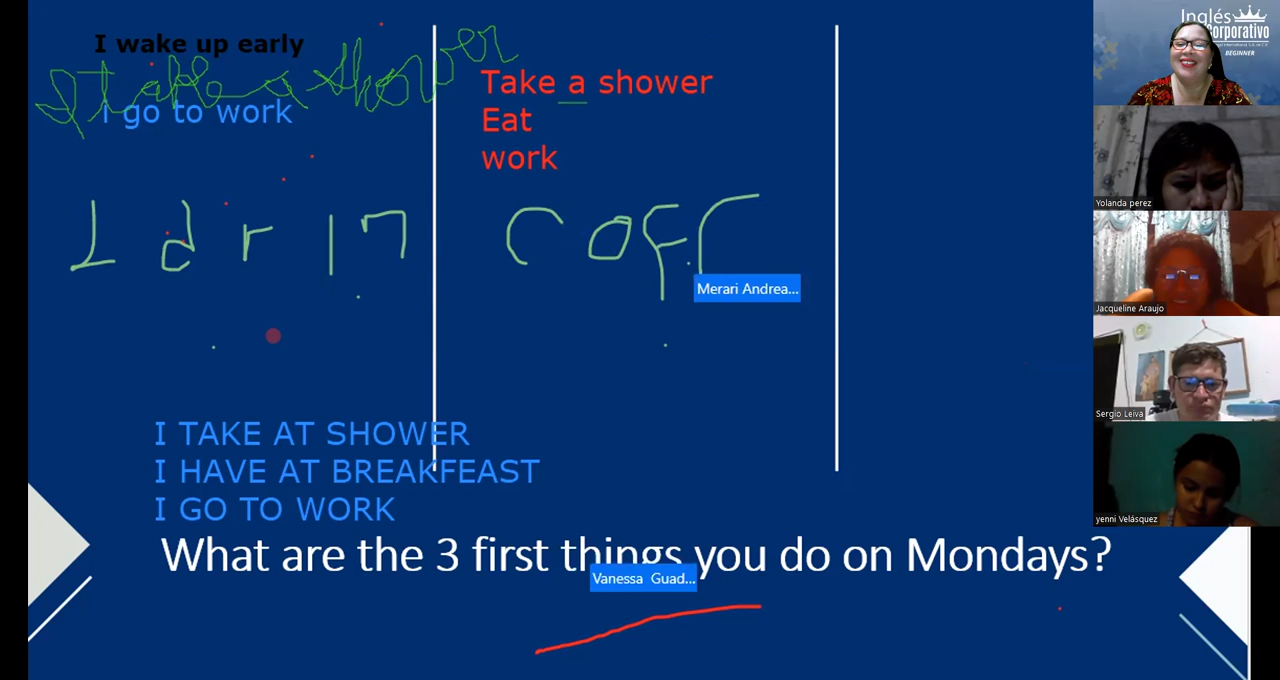 I wake up early
I take a shower
i go to work
Take a shower
Eat
work
I drin coff
Merari Andrea...
I TAKE AT SHOWER
I HAVE AT BREAKFEAST
I GO TO WORK
What are the 3 first things you do on Mondays?
Vanessa Guad...
Inglés
Corporativo
BEGINNER
Yolanda perez
Jacqueline Araujo
Sergio Leiva
yenni Velásquez